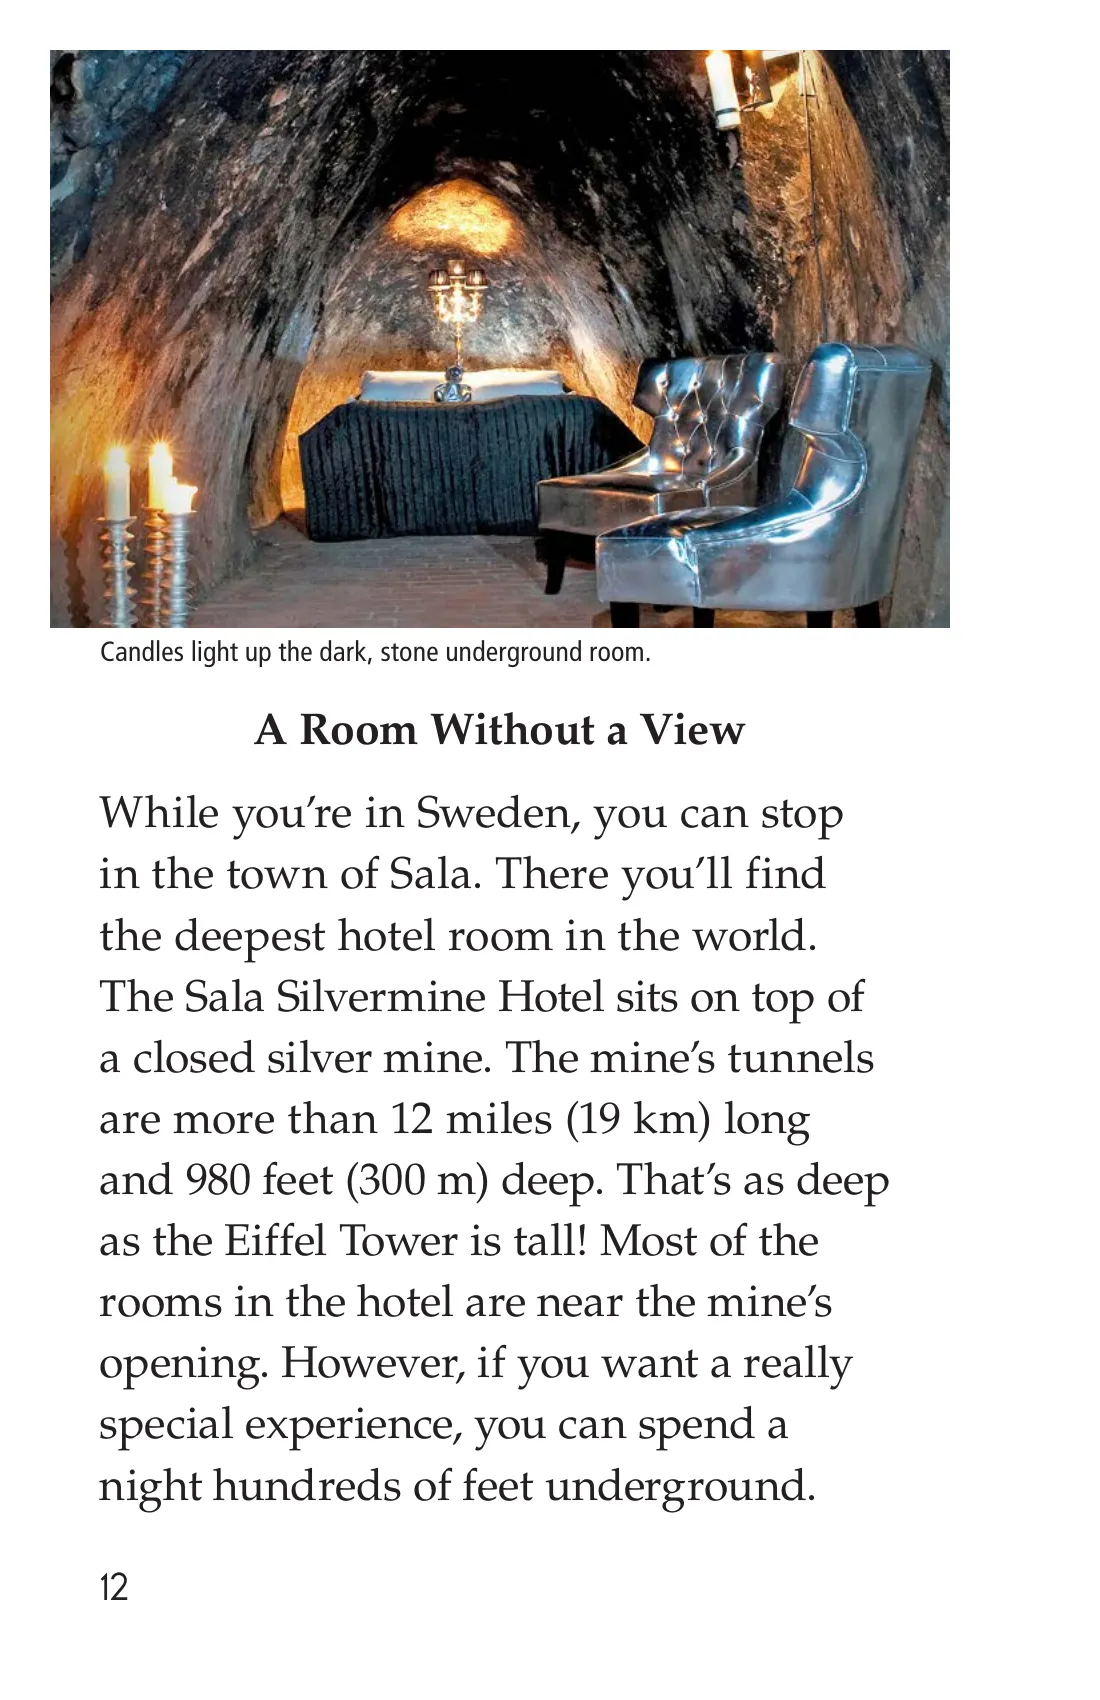 Candles light up the dark, stone underground room.
A Room Without a View
While you’re in Sweden, you can stop
in the town of Sala. There you’ll find
the deepest hotel room in the world.
The Sala Silvermine Hotel sits on top of
a closed silver mine. The mine’s tunnels
are more than 12 miles (19 km) long
and 980 feet (300 m) deep. That’s as deep
as the Eiffel Tower is tall! Most of the
rooms in the hotel are near the mine’s
opening. However, if you want a really
special experience, you can spend a
night hundreds of feet underground.
12